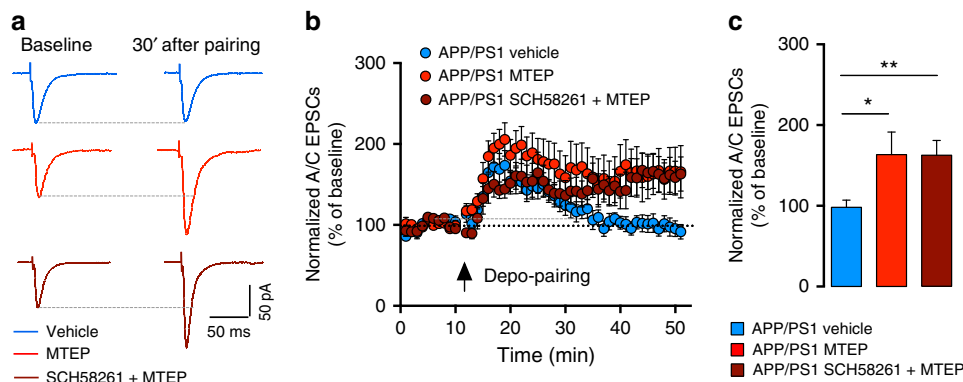 a
Baseline
30′ after pairing
50 pA
50 ms
Vehicle
MTEP
SCH58261 + MTEP
b
Normalized A/C EPSCs
(% of baseline)
300
200
100
0
APP/PS1 vehicle
APP/PS1 MTEP
APP/PS1 SCH58261 + MTEP
Depo-pairing
0 10 20 30 40 50
Time (min)
c
Normalized A/C EPSCs
(% of baseline)
300
200
100
0
**
*
APP/PS1 vehicle
APP/PS1 MTEP
APP/PS1 SCH58261 + MTEP